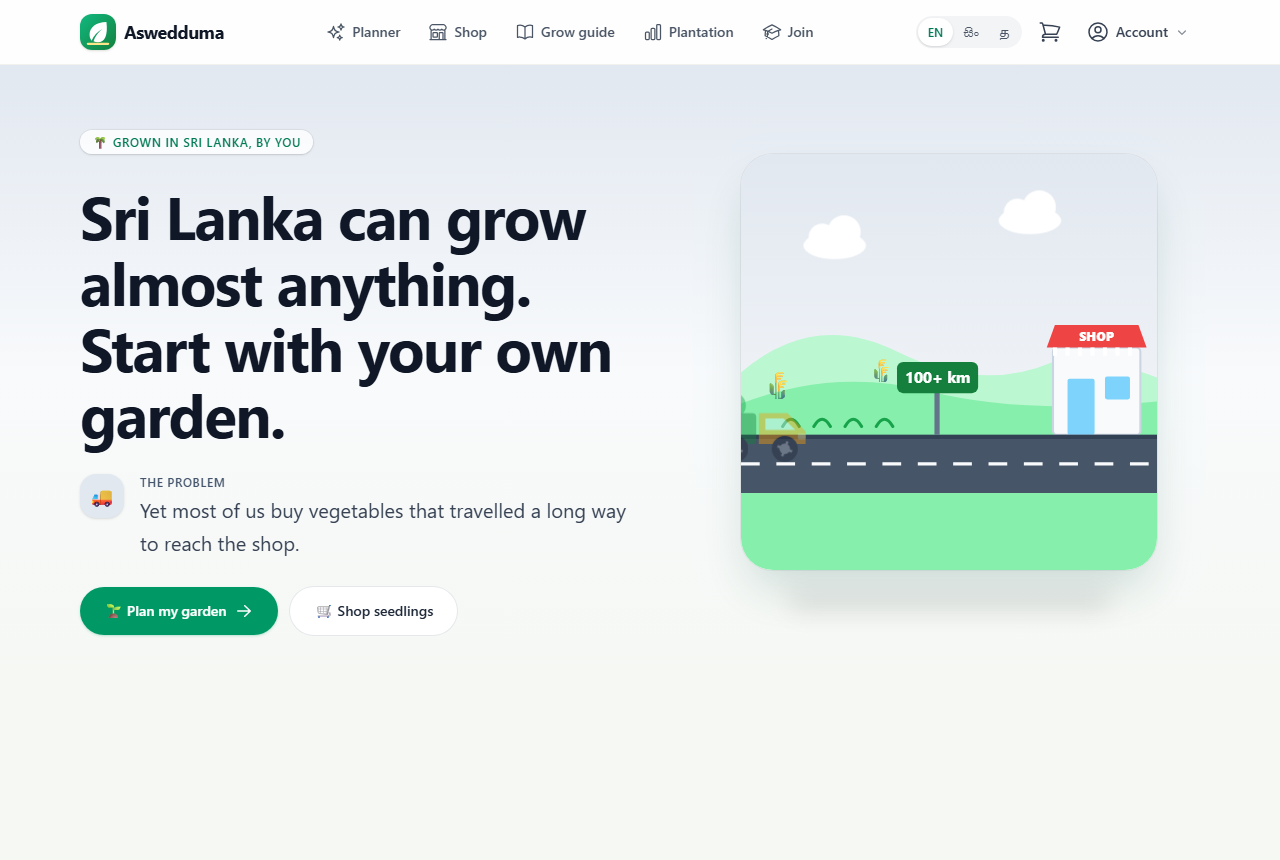 Aswedduma
Planner
Shop
Grow guide
Plantation
Join
EN
සිං
த
Account
GROWN IN SRI LANKA, BY YOU
Sri Lanka can grow
almost anything.
Start with your own
garden.
THE PROBLEM
Yet most of us buy vegetables that travelled a long way
to reach the shop.
Plan my garden
Shop seedlings
SHOP
100+ km